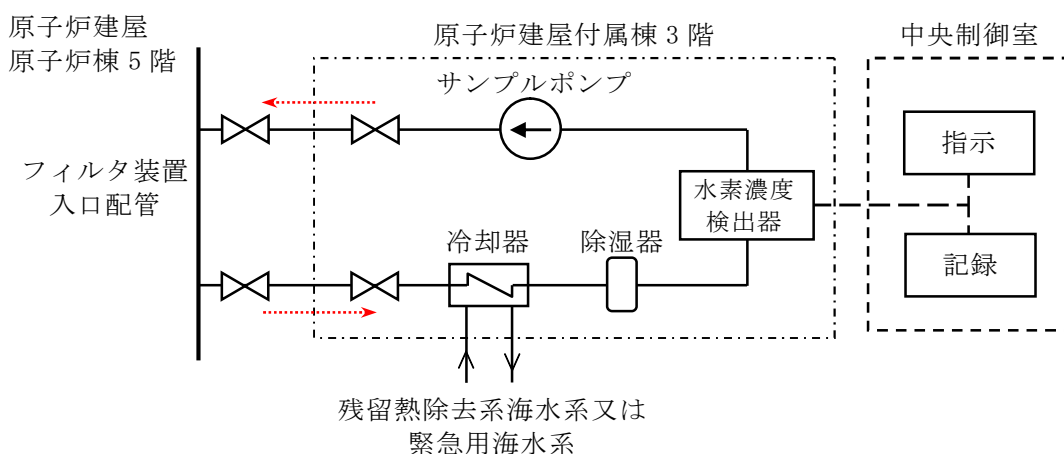 原子炉建屋
原子炉棟５階
原子炉建屋付属棟３階
中央制御室
サンプルポンプ
フィルタ装置
入口配管
指示
水素濃度
検出器
冷却器
除湿器
記録
残留熱除去系海水系又は
緊急用海水系